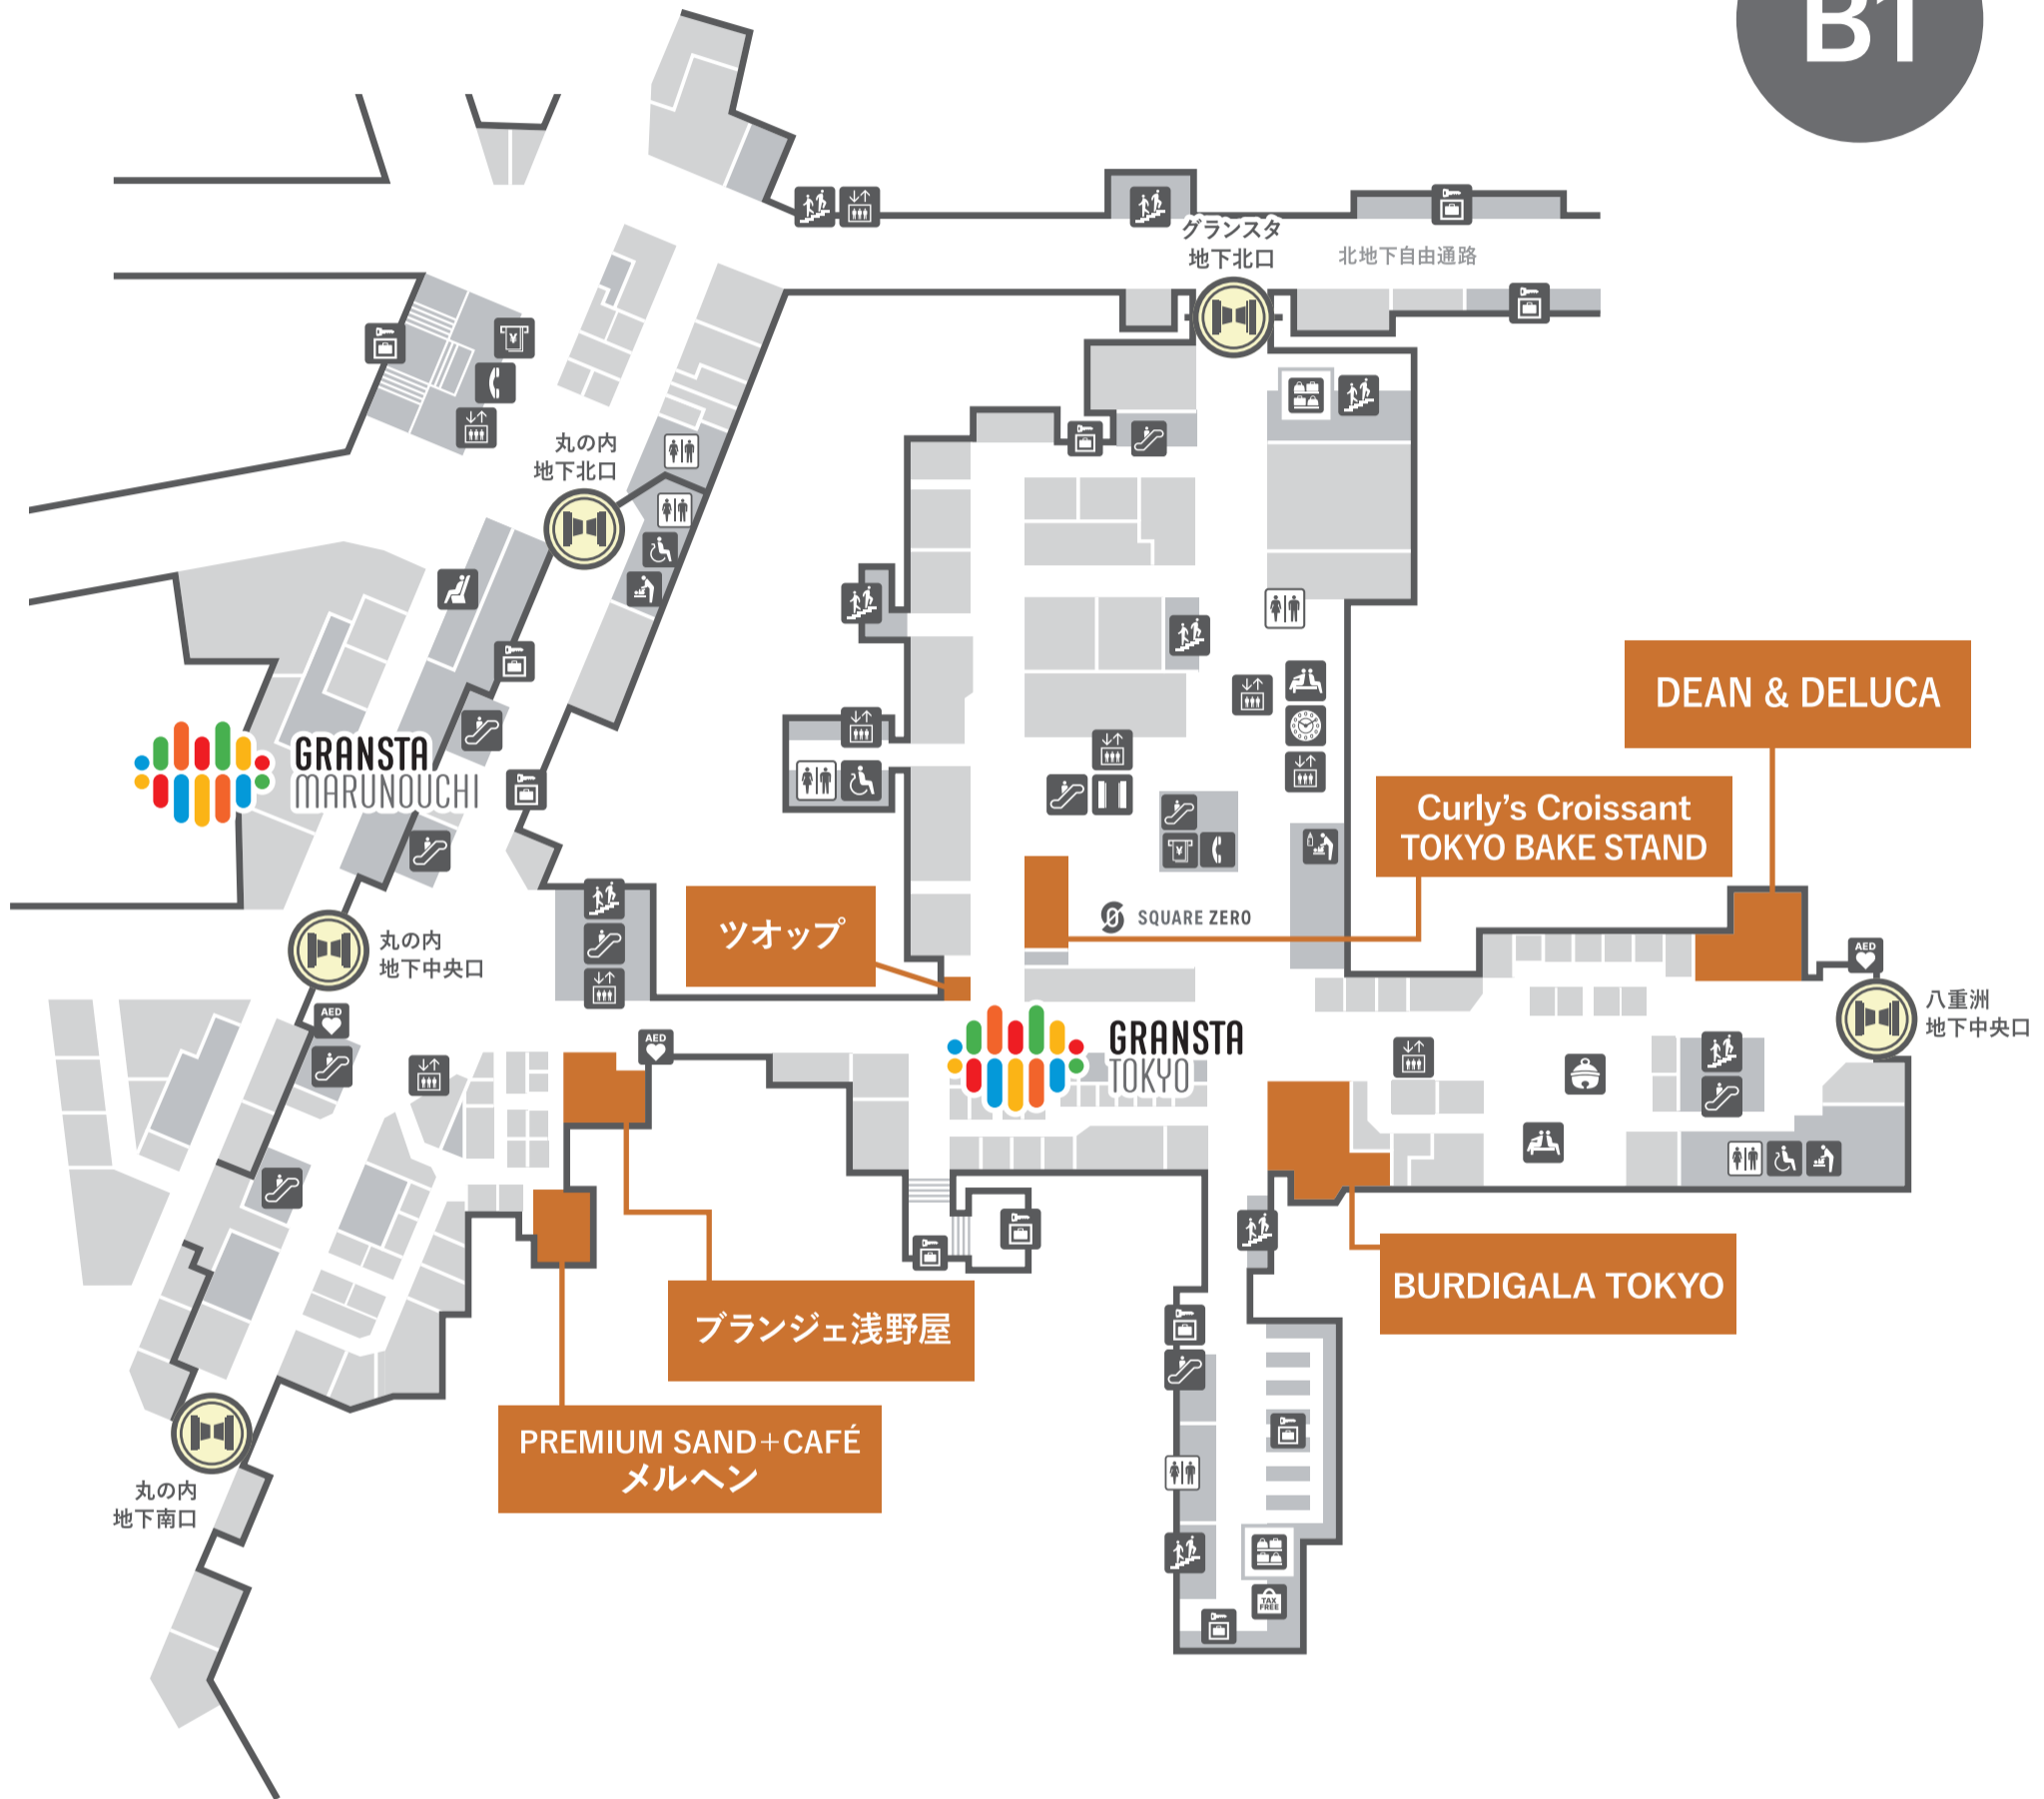 B1
グランスタ
地下北口
北地下自由通路
丸の内
地下北口
DEAN & DELUCA
GRANSTA
MARUNOUCHI
Curly's Croissant
TOKYO BAKE STAND
ツオップ
SQUARE ZERO
丸の内
地下中央口
AED
八重洲
地下中央口
AED
AED
GRANSTA
TOKYO
BURDIGALA TOKYO
ブランジェ浅野屋
PREMIUM SAND+CAFÉ
メルヘン
丸の内
地下南口
TAX
FREE